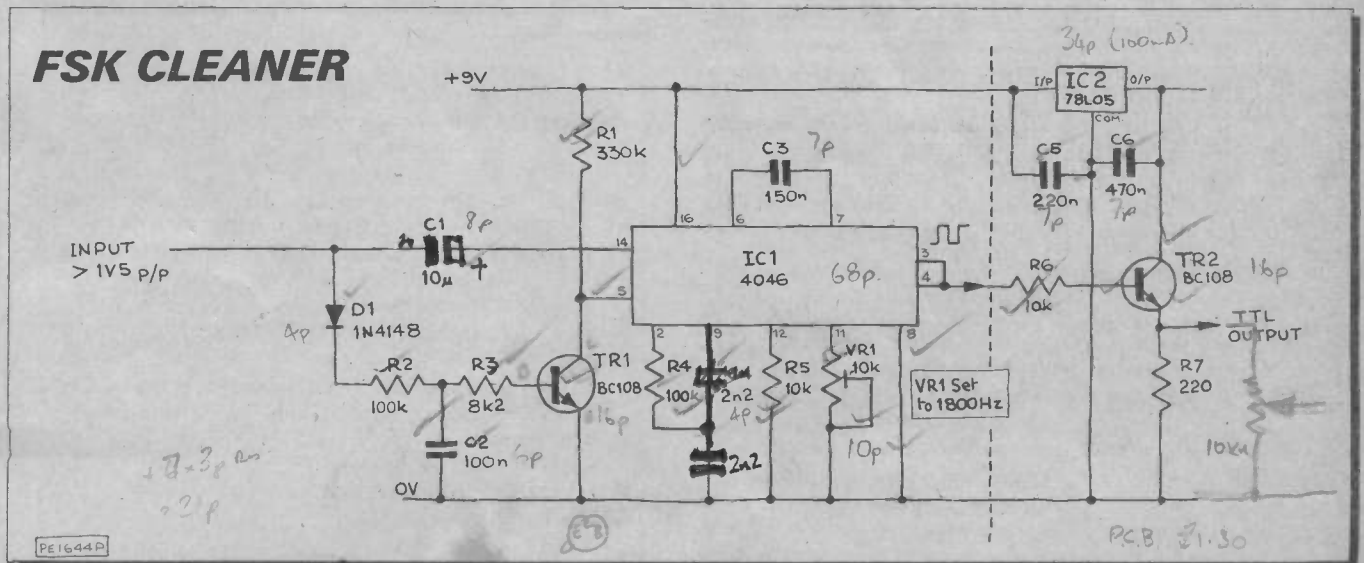 FSK CLEANER
34p (100mA)
+9V
I/P
IC2
78L05
O/P
COM.
R1
330k
C3
7p
150n
C5
220n
7p
C6
470n
7p
16
6
7
C1
8p
10µ
+
INPUT
> 1V5 p/p
14
5
IC1
4046
68p.
3
4
R6
10k
TR2
BC108
16p
TTL
OUTPUT
D1
1N4148
4p
2
9
12
11
8
R2
100k
R3
8k2
TR1
BC108
16p
R4
100k
2n2
R5
10k
4p
VR1
10k
10p
VR1 Set
to 1800Hz
R7
220
C2
100n
2n2
0V
P.C.B. £1.30
PE1644P